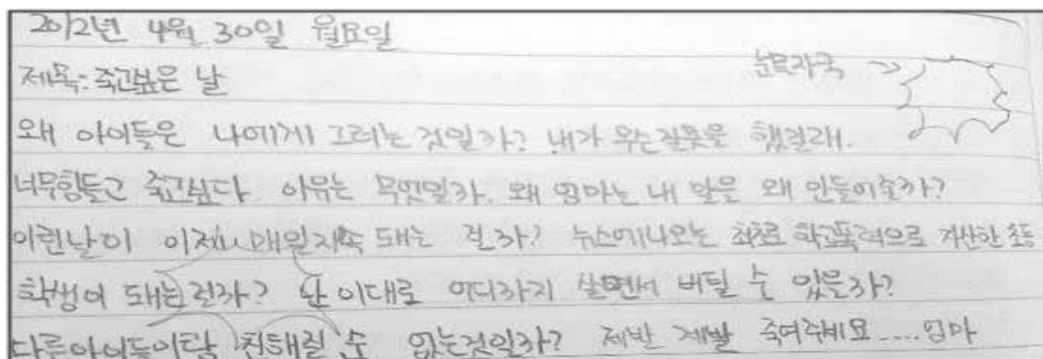 2012년 4월 30일 월요일
눈물자국 →
제목: 죽고싶은 날
왜 아이들은 나에게 그러는 것일까? 내가 무슨잘못을 했길래.
너무힘들고 죽고싶다 이유는 무엇일까. 왜 엄마는 내 말은 왜 안들어줄까?
이런날이 이제 매일지속 돼는 걸까? 뉴스에나오는 최초로 학교폭력으로 자살한 초등
학생이 돼는걸까? 난 이대로 어디까지 살면서 버틸 수 있을까?
다른아이들이랑 친해질 수 없는것일까? 제발 제발 죽여주세요.....엄마